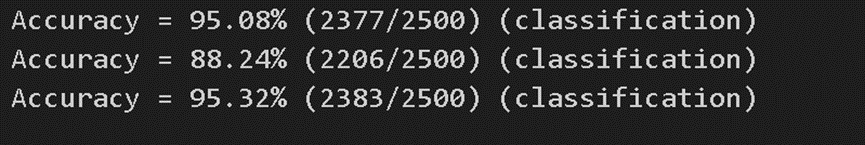 Accuracy = 95.08% (2377/2500) (classification)
Accuracy = 88.24% (2206/2500) (classification)
Accuracy = 95.32% (2383/2500) (classification)